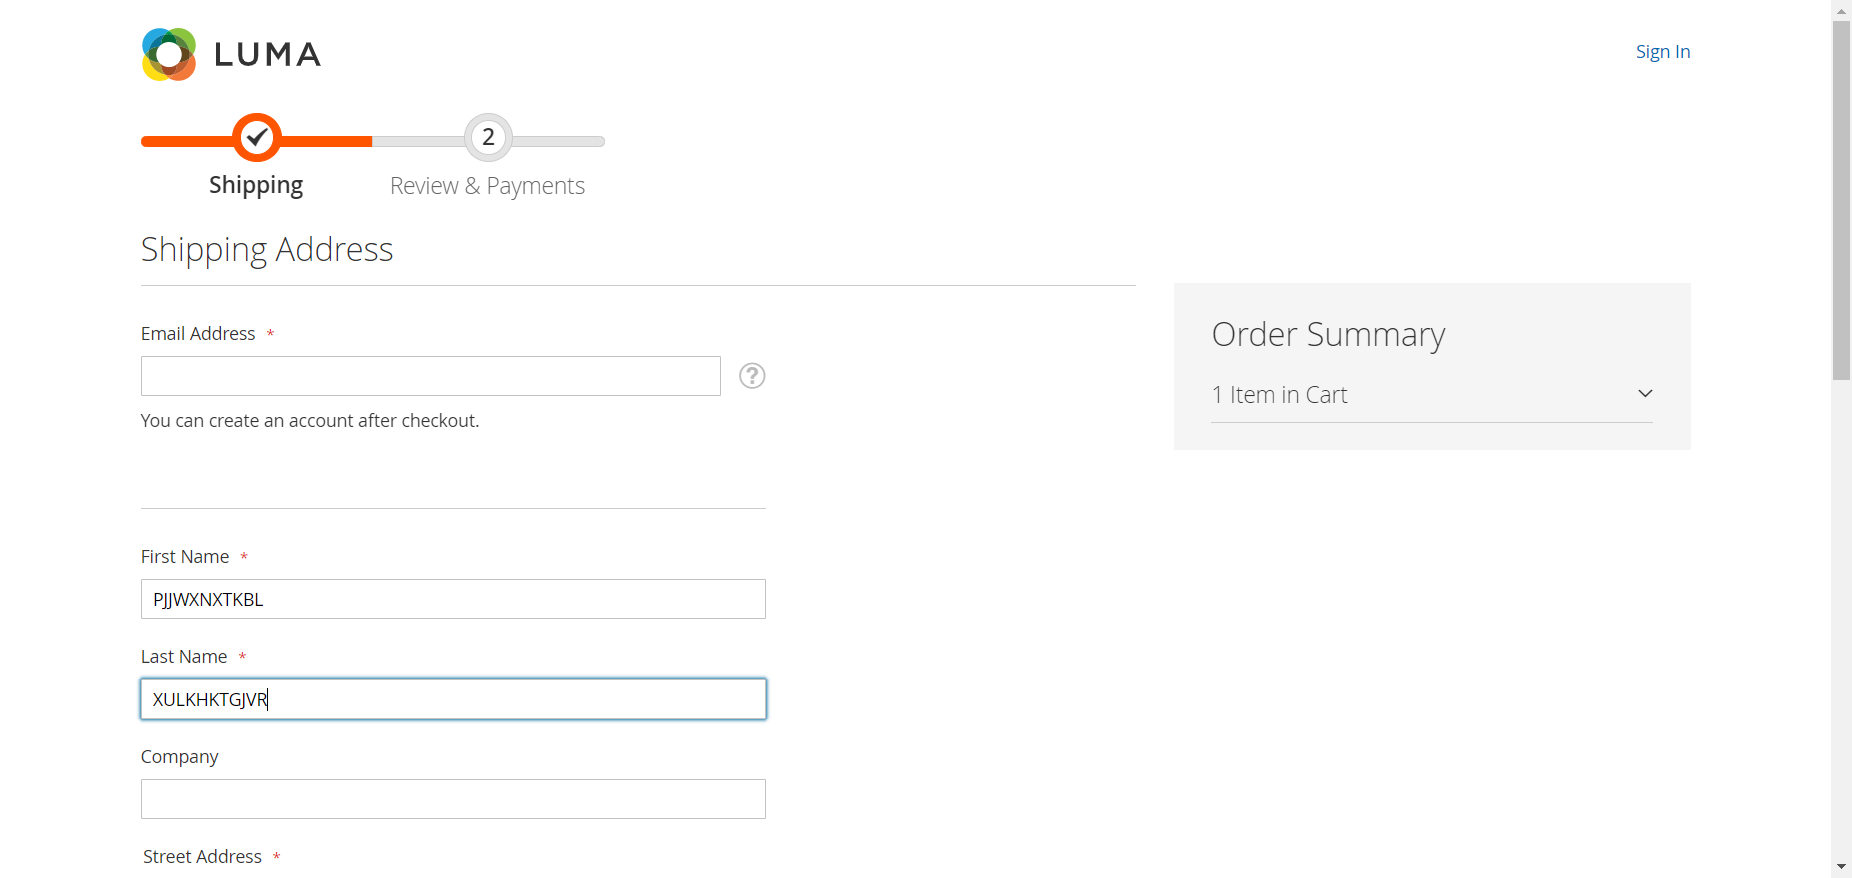 LUMA
Sign In
2
Shipping
Review & Payments
Shipping Address
Email Address *
?
You can create an account after checkout.
Order Summary
1 Item in Cart
First Name *
PJJWXNXTKBL
Last Name *
XULKHKTGJVR
Company
Street Address *